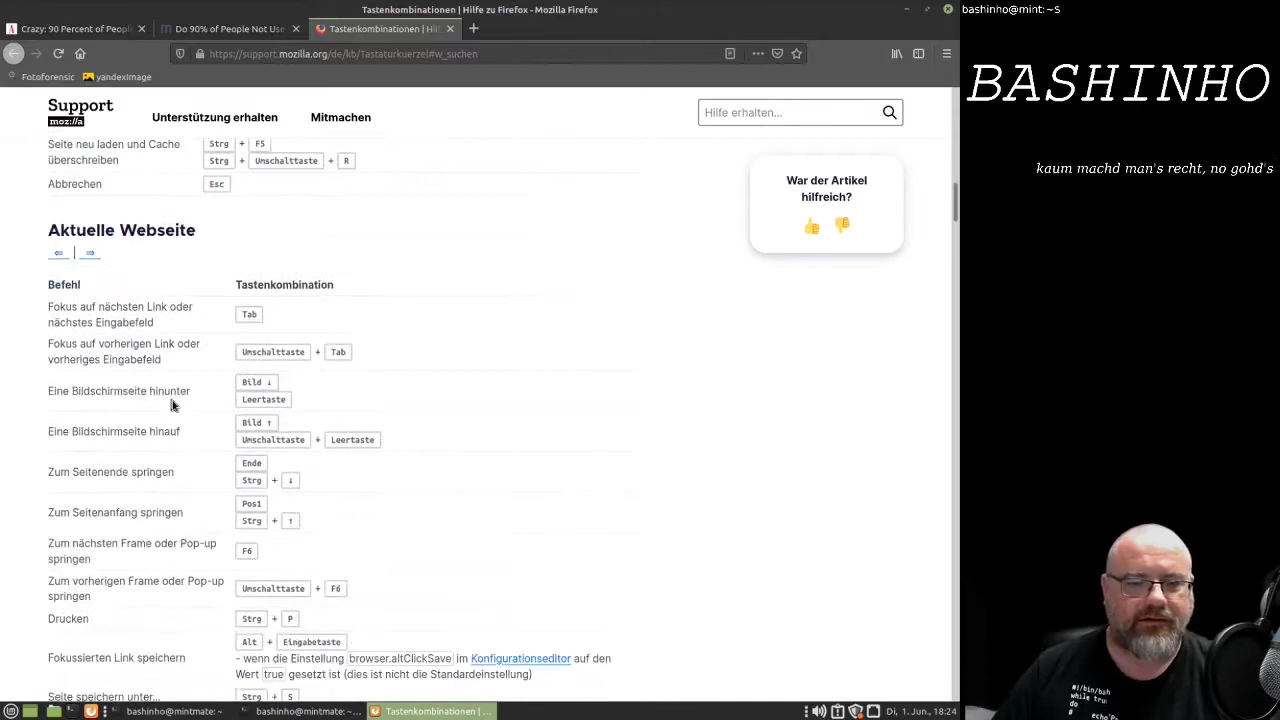 Tastenkombinationen | Hilfe zu Firefox - Mozilla Firefox
bashinho@mint:~$
Crazy: 90 Percent of Peopl
Do 90% of People Not Use
Tastenkombinationen | Hil
https://support.mozilla.org/de/kb/Tastaturkuerzel#w_suchen
Fotoforensic
yandexImage
BASHINHO
kaum machd man's recht, no gohd's
Support
moz://a
Unterstützung erhalten
Mitmachen
Hilfe erhalten...
Seite neu laden und Cache
überschreiben
Strg + F5
Strg + Umschalttaste + R
Abbrechen
Esc
War der Artikel
hilfreich?
Aktuelle Webseite
⇐ | ⇒
Befehl
Tastenkombination
Fokus auf nächsten Link oder
nächstes Eingabefeld
Tab
Fokus auf vorherigen Link oder
vorheriges Eingabefeld
Umschalttaste + Tab
Eine Bildschirmseite hinunter
Bild ↓
Leertaste
Eine Bildschirmseite hinauf
Bild ↑
Umschalttaste + Leertaste
Zum Seitenende springen
Ende
Strg + ↓
Zum Seitenanfang springen
Pos1
Strg + ↑
Zum nächsten Frame oder Pop-up
springen
F6
Zum vorherigen Frame oder Pop-up
springen
Umschalttaste + F6
Drucken
Strg + P
Fokussierten Link speichern
Alt + Eingabetaste
- wenn die Einstellung browser.altClickSave im Konfigurationseditor auf den
Wert true gesetzt ist (dies ist nicht die Standardeinstellung)
Seite speichern unter...
Strg + S
#!/bin/bash
while true
do
bashinho@mintmate: ~
bashinho@mintmate: ~...
Tastenkombinationen | ...
Di, 1. Jun., 18:24